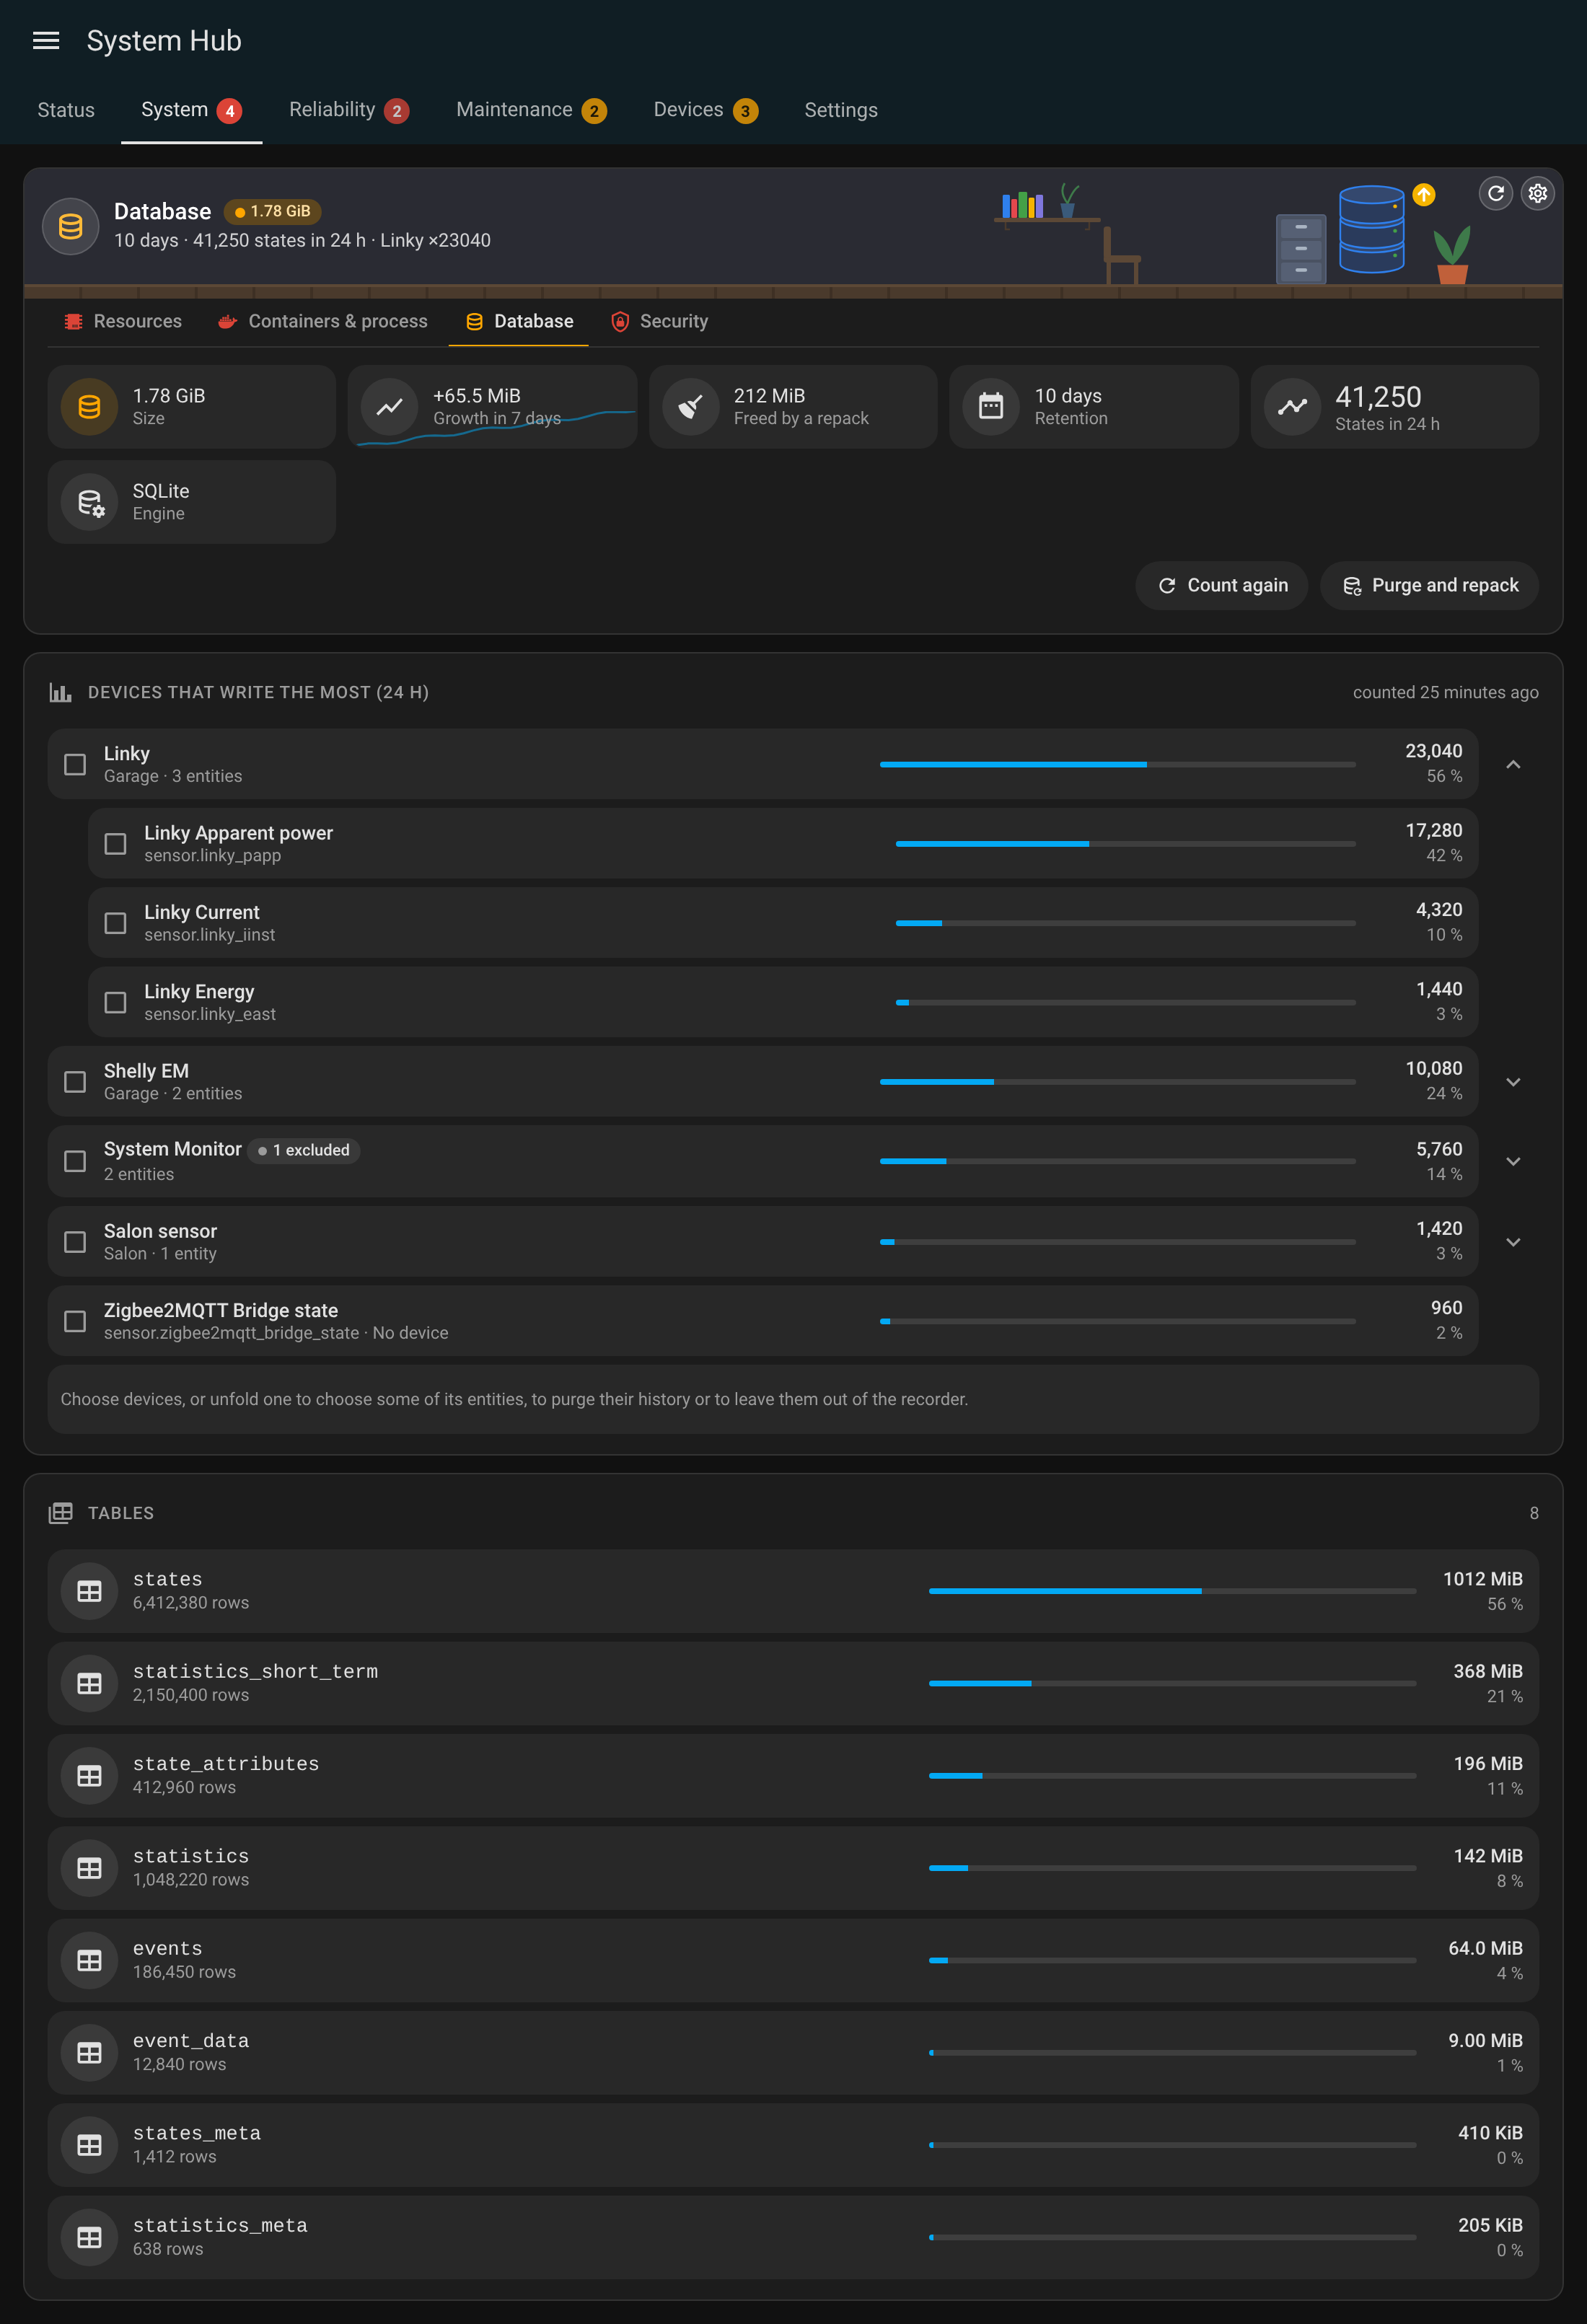 System Hub
Status
System 4
Reliability 2
Maintenance 2
Devices 3
Settings
Database 1.78 GiB
10 days · 41,250 states in 24 h · Linky ×23040
Resources
Containers & process
Database
Security
1.78 GiB
Size
+65.5 MiB
Growth in 7 days
212 MiB
Freed by a repack
10 days
Retention
41,250
States in 24 h
SQLite
Engine
Count again
Purge and repack
DEVICES THAT WRITE THE MOST (24 H)
counted 25 minutes ago
Linky
Garage · 3 entities
23,040
56 %
Linky Apparent power
sensor.linky_papp
17,280
42 %
Linky Current
sensor.linky_iinst
4,320
10 %
Linky Energy
sensor.linky_east
1,440
3 %
Shelly EM
Garage · 2 entities
10,080
24 %
System Monitor 1 excluded
2 entities
5,760
14 %
Salon sensor
Salon · 1 entity
1,420
3 %
Zigbee2MQTT Bridge state
sensor.zigbee2mqtt_bridge_state · No device
960
2 %
Choose devices, or unfold one to choose some of its entities, to purge their history or to leave them out of the recorder.
TABLES
8
states
6,412,380 rows
1012 MiB
56 %
statistics_short_term
2,150,400 rows
368 MiB
21 %
state_attributes
412,960 rows
196 MiB
11 %
statistics
1,048,220 rows
142 MiB
8 %
events
186,450 rows
64.0 MiB
4 %
event_data
12,840 rows
9.00 MiB
1 %
states_meta
1,412 rows
410 KiB
0 %
statistics_meta
638 rows
205 KiB
0 %